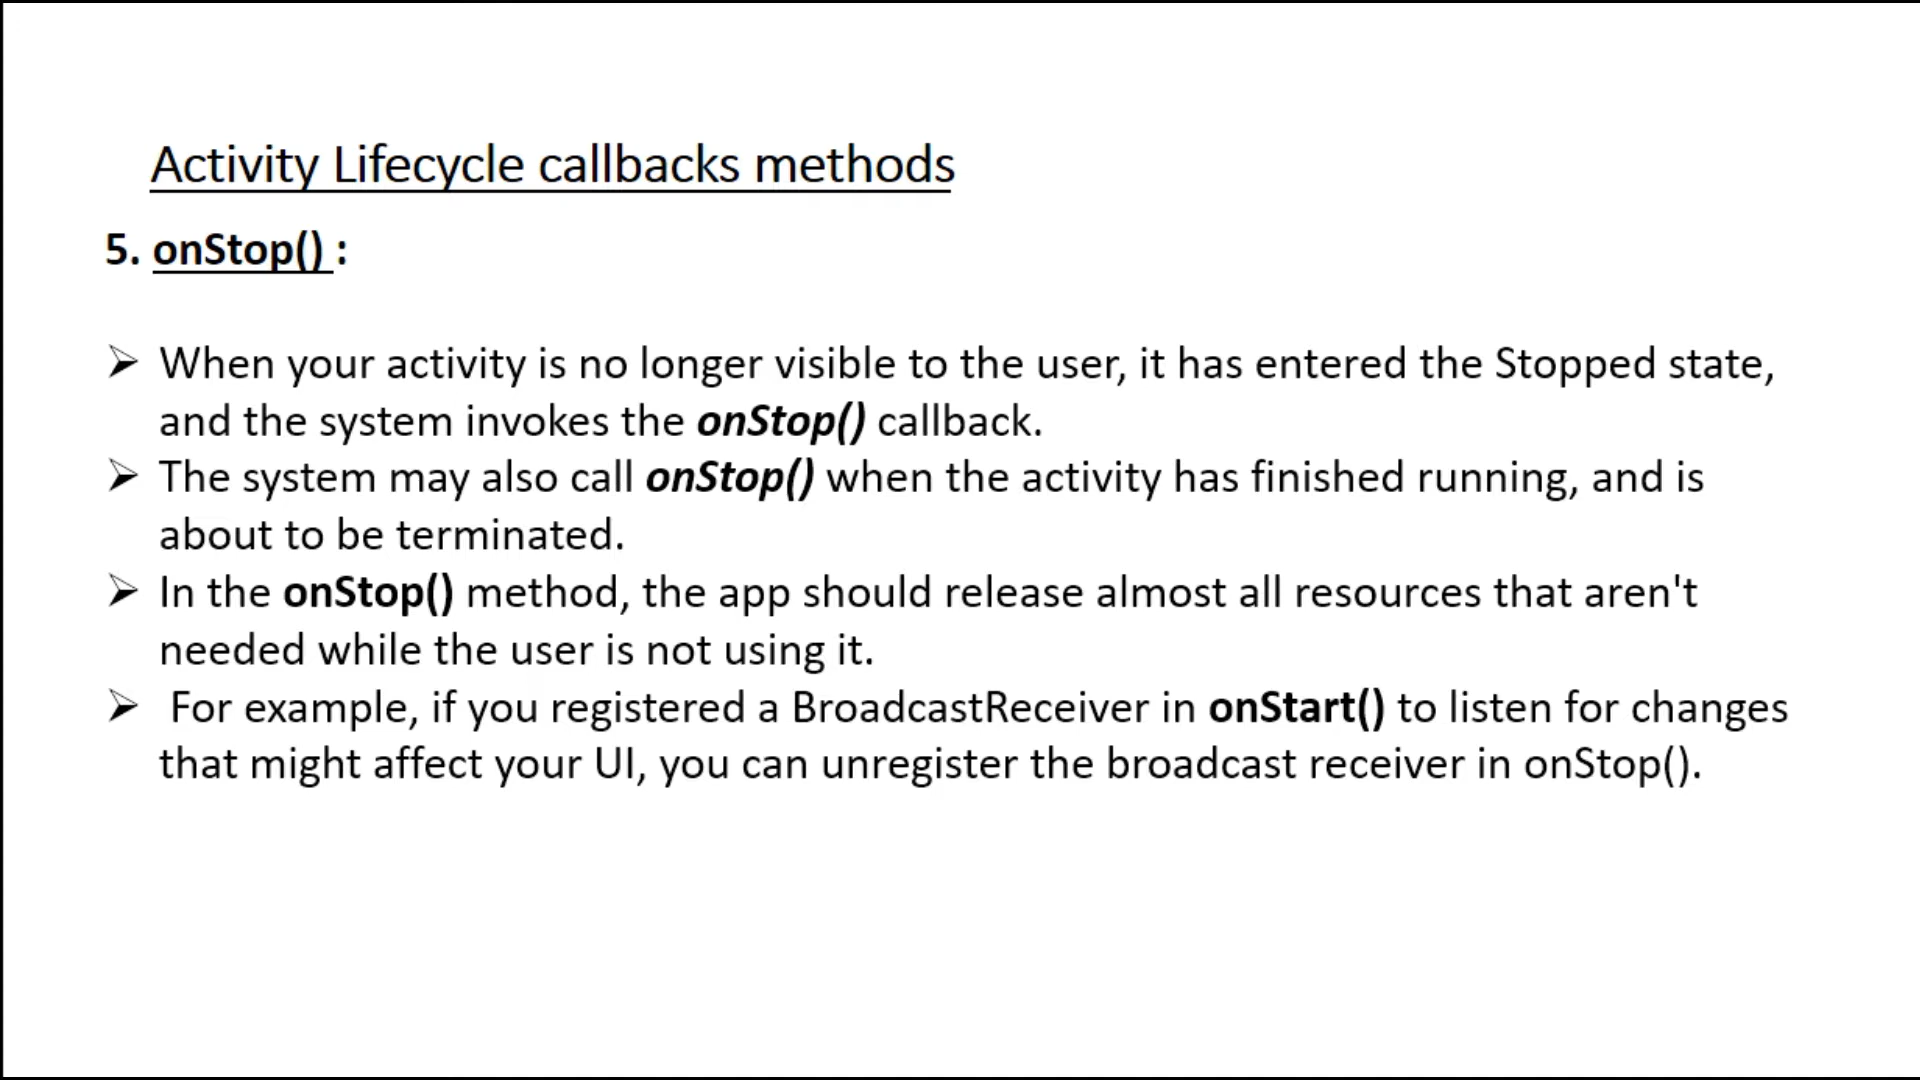 Activity Lifecycle callbacks methods
5. onStop() :
➢ When your activity is no longer visible to the user, it has entered the Stopped state,
and the system invokes the onStop() callback.
➢ The system may also call onStop() when the activity has finished running, and is
about to be terminated.
➢ In the onStop() method, the app should release almost all resources that aren't
needed while the user is not using it.
➢ For example, if you registered a BroadcastReceiver in onStart() to listen for changes
that might affect your UI, you can unregister the broadcast receiver in onStop().